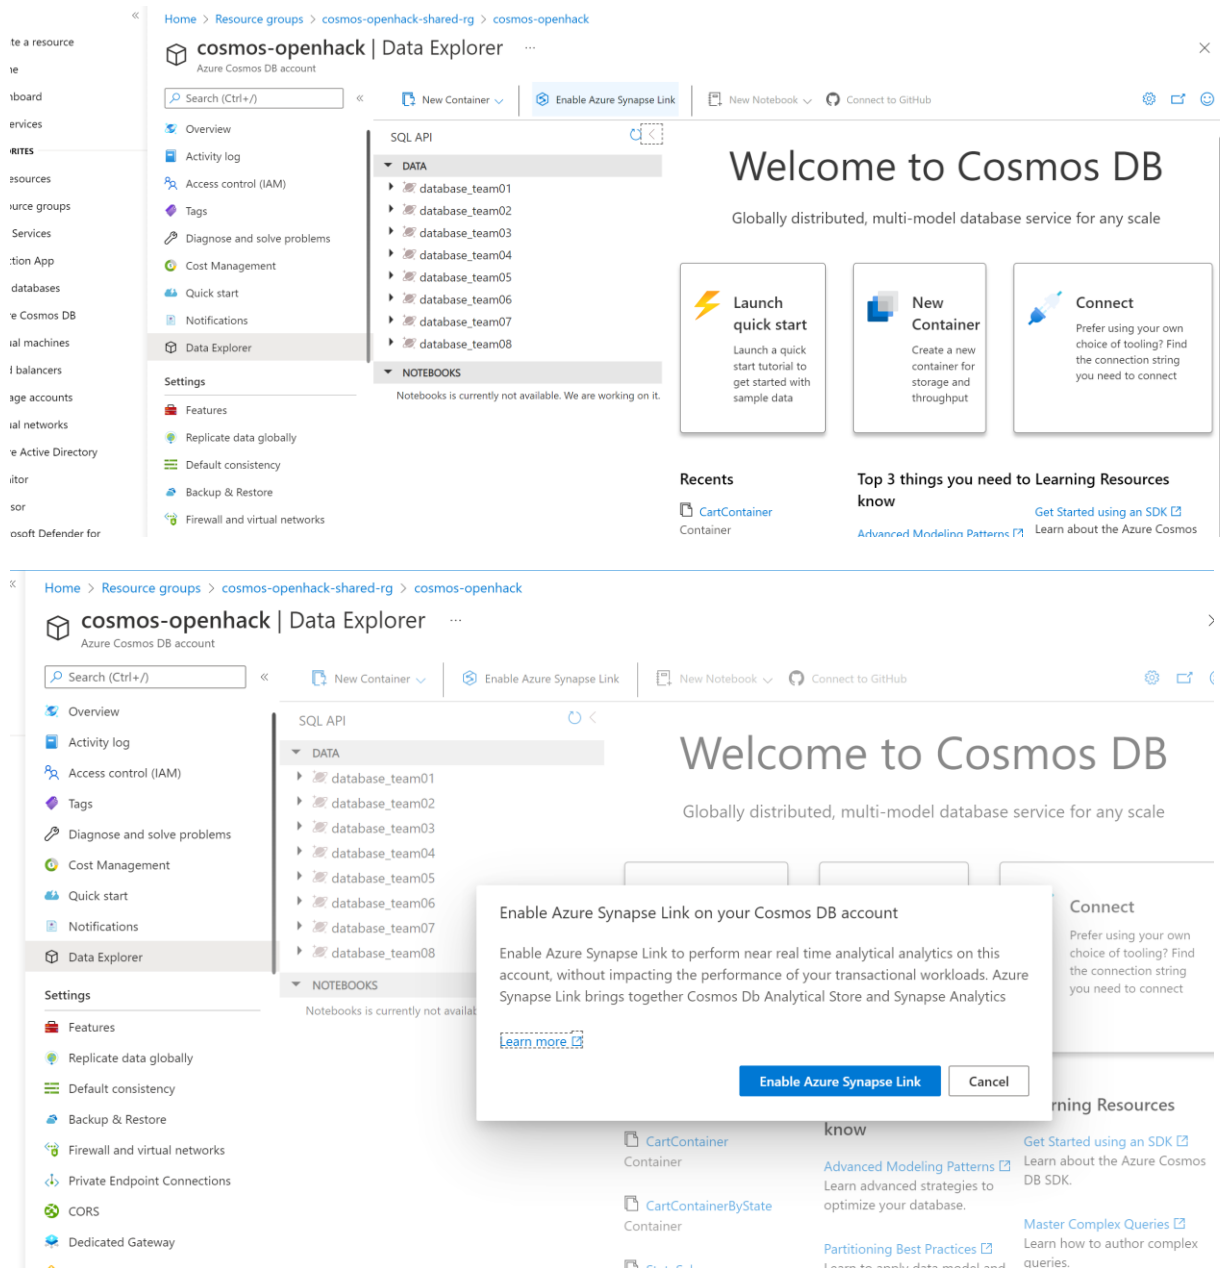 Home > Resource groups > cosmos-openhack-shared-rg > cosmos-openhack
cosmos-openhack | Data Explorer ...
Azure Cosmos DB account
Search (Ctrl+/)
New Container
Enable Azure Synapse Link
New Notebook
Connect to GitHub
te a resource
ne
nboard
ervices
RITES
esources
ource groups
Services
ction App
databases
re Cosmos DB
ual machines
d balancers
age accounts
ual networks
re Active Directory
itor
sor
osoft Defender for
Overview
Activity log
Access control (IAM)
Tags
Diagnose and solve problems
Cost Management
Quick start
Notifications
Data Explorer
Settings
Features
Replicate data globally
Default consistency
Backup & Restore
Firewall and virtual networks
SQL API
DATA
database_team01
database_team02
database_team03
database_team04
database_team05
database_team06
database_team07
database_team08
NOTEBOOKS
Notebooks is currently not available. We are working on it.
Welcome to Cosmos DB
Globally distributed, multi-model database service for any scale
Launch
quick start
Launch a quick
start tutorial to
get started with
sample data
New
Container
Create a new
container for
storage and
throughput
Connect
Prefer using your own
choice of tooling? Find
the connection string
you need to connect
Recents
CartContainer
Container
Top 3 things you need to
know
Advanced Modeling Patterns
Learning Resources
Get Started using an SDK
Learn about the Azure Cosmos
Home > Resource groups > cosmos-openhack-shared-rg > cosmos-openhack
cosmos-openhack | Data Explorer ...
Azure Cosmos DB account
Search (Ctrl+/)
New Container
Enable Azure Synapse Link
New Notebook
Connect to GitHub
Overview
Activity log
Access control (IAM)
Tags
Diagnose and solve problems
Cost Management
Quick start
Notifications
Data Explorer
Settings
Features
Replicate data globally
Default consistency
Backup & Restore
Firewall and virtual networks
Private Endpoint Connections
CORS
Dedicated Gateway
SQL API
DATA
database_team01
database_team02
database_team03
database_team04
database_team05
database_team06
database_team07
database_team08
NOTEBOOKS
Notebooks is currently not availab
Welcome to Cosmos DB
Globally distributed, multi-model database service for any scale
Connect
Prefer using your own
choice of tooling? Find
the connection string
you need to connect
Enable Azure Synapse Link on your Cosmos DB account
Enable Azure Synapse Link to perform near real time analytical analytics on this
account, without impacting the performance of your transactional workloads. Azure
Synapse Link brings together Cosmos Db Analytical Store and Synapse Analytics
Learn more
Enable Azure Synapse Link
Cancel
CartContainer
Container
CartContainerByState
Container
know
Advanced Modeling Patterns
Learn advanced strategies to
optimize your database.
Partitioning Best Practices
Learn to apply data model and
rning Resources
Get Started using an SDK
Learn about the Azure Cosmos
DB SDK.
Master Complex Queries
Learn how to author complex
queries.